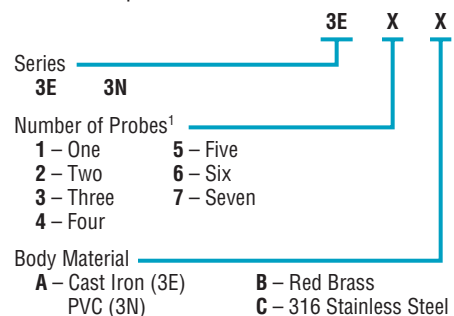 3E X X
Series
3E 3N
Number of Probes1
1 – One 5 – Five
2 – Two 6 – Six
3 – Three 7 – Seven
4 – Four
Body Material
A – Cast Iron (3E) B – Red Brass
PVC (3N) C – 316 Stainless Steel